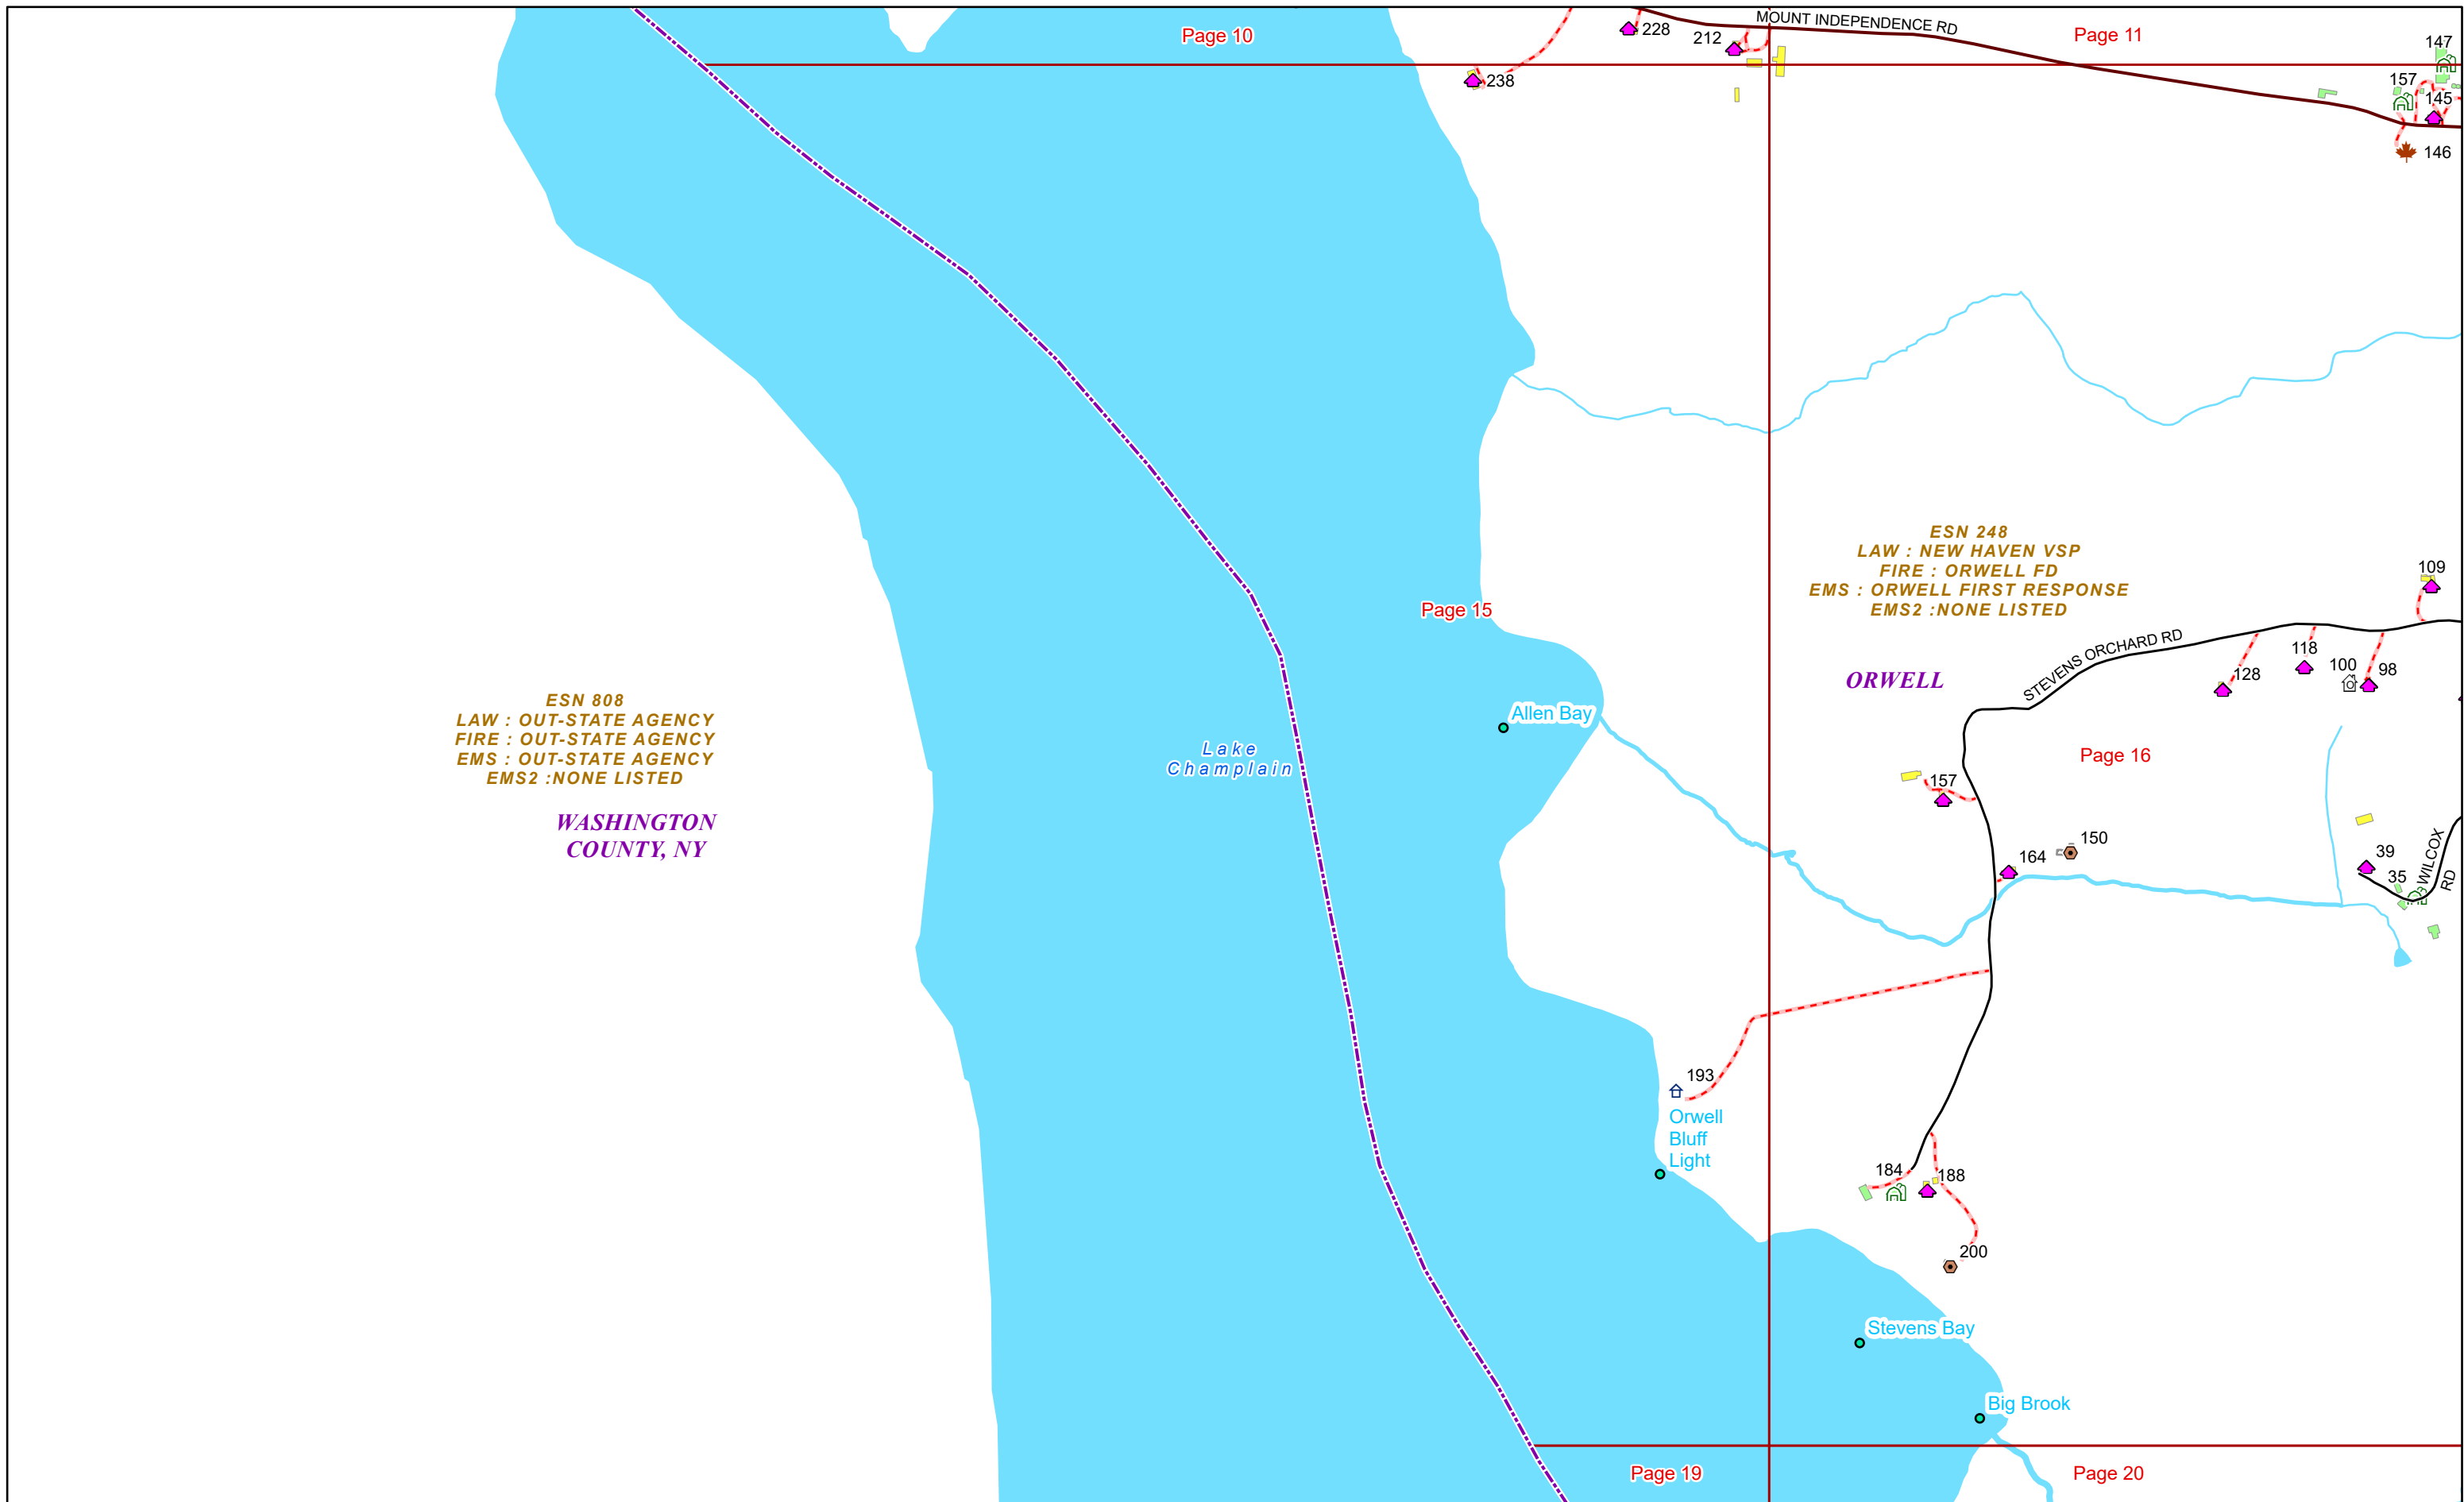 MOUNT INDEPENDENCE RD
Page 10
Page 11
228
212
238
147
157
145
146
ESN 248
LAW : NEW HAVEN VSP
FIRE : ORWELL FD
EMS : ORWELL FIRST RESPONSE
EMS2 :NONE LISTED
109
Page 15
STEVENS ORCHARD RD
118
100
98
128
ORWELL
ESN 808
LAW : OUT-STATE AGENCY
FIRE : OUT-STATE AGENCY
EMS : OUT-STATE AGENCY
EMS2 :NONE LISTED
Allen Bay
Lake
Champlain
Page 16
157
WASHINGTON
COUNTY, NY
150
164
39
35
WILCOX
RD
193
Orwell
Bluff
Light
184
188
200
Stevens Bay
Big Brook
Page 19
Page 20